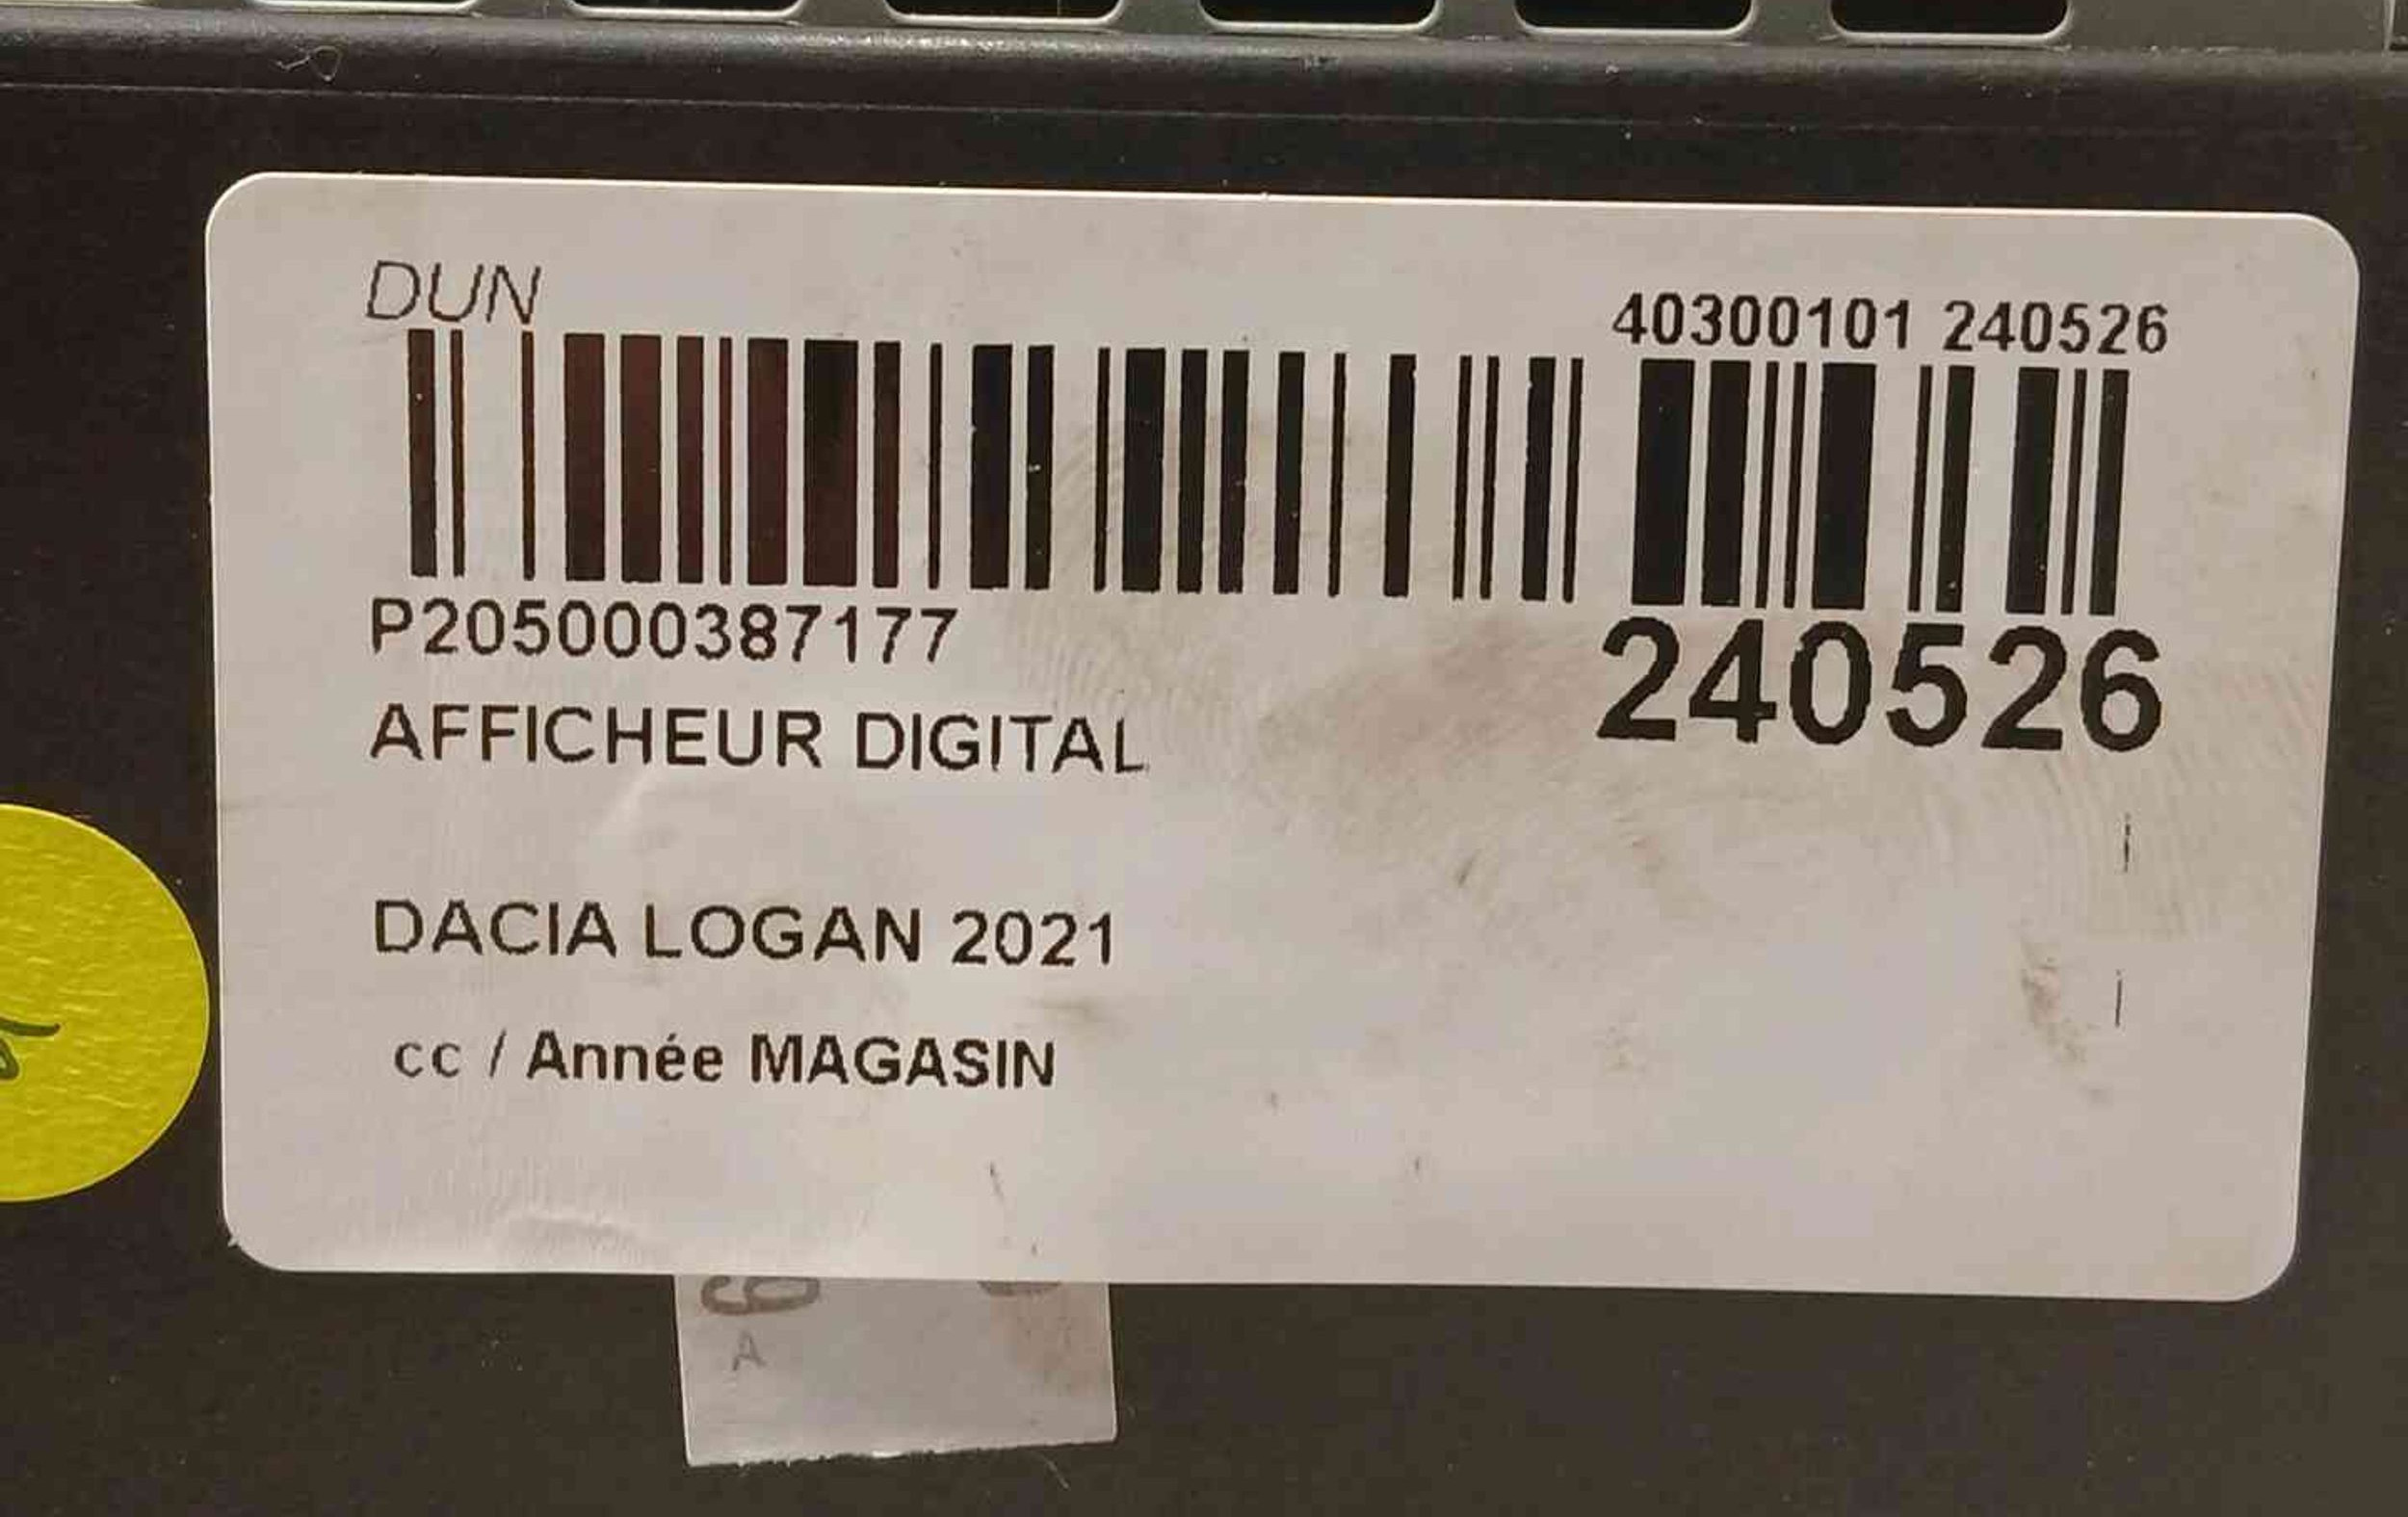 DUN
40300101 240526
P205000387177
240526
AFFICHEUR DIGITAL
DACIA LOGAN 2021
cc / Année MAGASIN
A